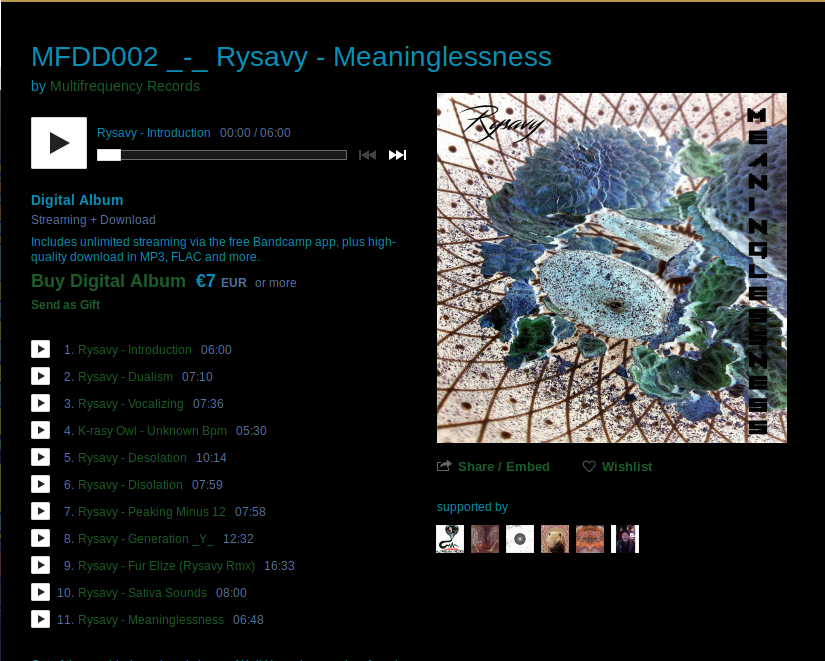 MFDD002 _-_ Rysavy - Meaninglessness
by Multifrequency Records
Rysavy - Introduction 00:00 / 06:00
Digital Album
Streaming + Download
Includes unlimited streaming via the free Bandcamp app, plus high-
quality download in MP3, FLAC and more.
Buy Digital Album €7 EUR or more
Send as Gift
1. Rysavy - Introduction 06:00
2. Rysavy - Dualism 07:10
3. Rysavy - Vocalizing 07:36
4. K-rasy Owl - Unknown Bpm 05:30
5. Rysavy - Desolation 10:14
6. Rysavy - Disolation 07:59
7. Rysavy - Peaking Minus 12 07:58
8. Rysavy - Generation _Y_ 12:32
9. Rysavy - Fur Elize (Rysavy Rmx) 16:33
10. Rysavy - Sativa Sounds 08:00
11. Rysavy - Meaninglessness 06:48
Rysavy
MEANINGLESSNESS
Share / Embed
Wishlist
supported by